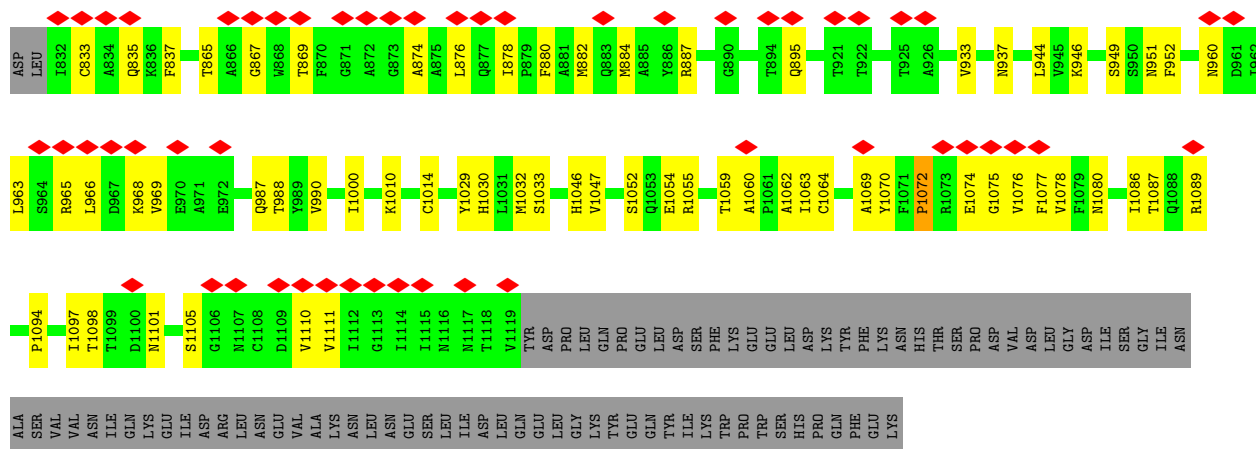 ASP LEU I832 C833 A834 Q835 K836 F837 T865 A866 G867 W868 T869 F870 G871 A872 G873 A874 A875 L876 Q877 I878 P879 F880 A881 M882 Q883 M884 A885 Y886 R887 G890 T894 Q895 T921 T922 T925 A926 V933 N937 L944 V945 K946 S949 S950 N951 F952 N960 D961 I962
L963 S964 R965 L966 D967 K968 V969 E970 A971 E972 Q987 T988 Y989 V990 I1000 K1010 C1014 Y1029 H1030 L1031 M1032 S1033 H1046 V1047 S1052 Q1053 E1054 R1055 T1059 A1060 P1061 A1062 I1063 C1064 A1069 Y1070 F1071 P1072 R1073 E1074 G1075 V1076 F1077 V1078 F1079 N1080 I1086 T1087 Q1088 R1089
P1094 I1097 T1098 T1099 D1100 N1101 S1105 G1106 N1107 C1108 D1109 V1110 V1111 I1112 G1113 I1114 I1115 N1116 N1117 T1118 V1119 TYR ASP PRO LEU GLN PRO GLU LEU ASP SER PHE LYS GLU GLU LEU ASP LYS TYR PHE LYS ASN HIS THR SER PRO ASP VAL ASP LEU GLY ASP ILE SER GLY ILE ASN
ALA SER VAL VAL ASN ILE GLN LYS GLU ILE ASP ARG LEU ASN GLU VAL ALA LYS ASN LEU ASN GLU SER LEU ILE ASP LEU GLN GLU LEU GLY LYS TYR GLU GLN TYR ILE LYS TRP PRO TRP SER HIS PRO GLN PHE GLU LYS